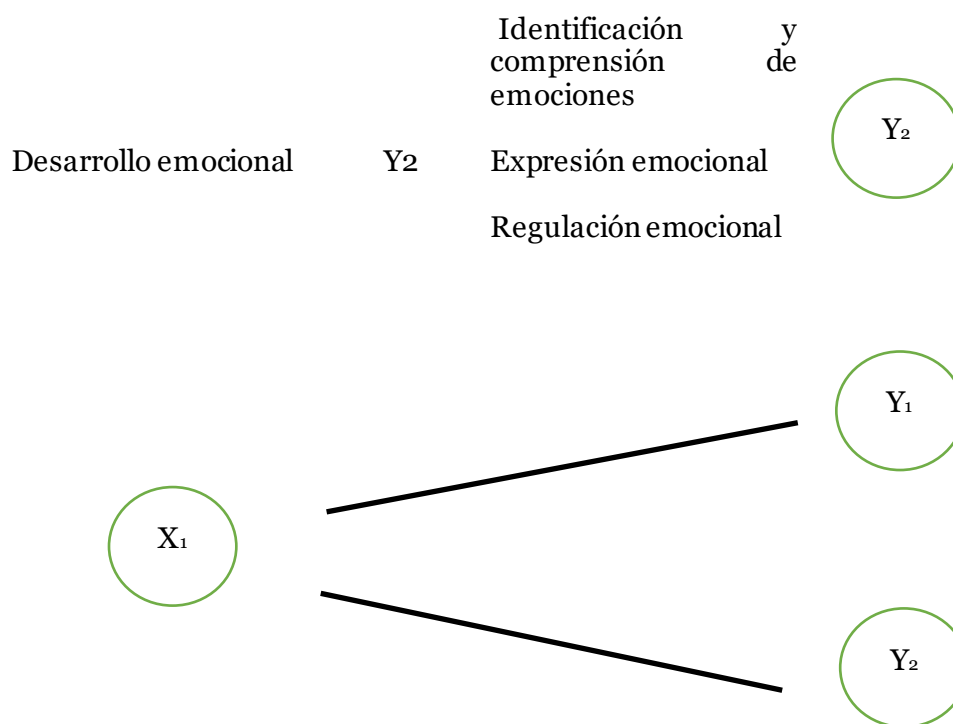 Identificación y
comprensión de
emociones
Y₂
Desarrollo emocional Y2 Expresión emocional
Regulación emocional
Y₁
X₁
Y₂